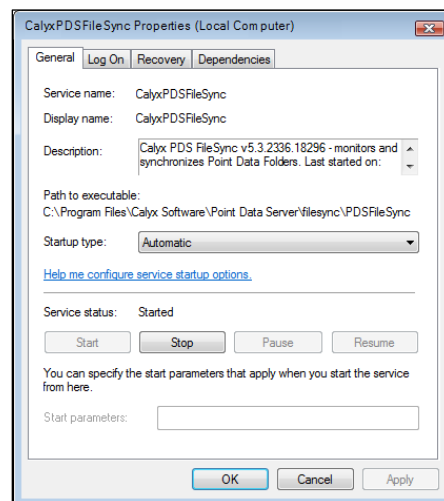 CalyxPDSFileSync Properties (Local Computer)
General Log On Recovery Dependencies
Service name: CalyxPDSFileSync
Display name: CalyxPDSFileSync
Description: Calyx PDS FileSync v5.3.2336.18296 - monitors and
synchronizes Point Data Folders. Last started on:
Path to executable:
C:\Program Files\Calyx Software\Point Data Server\filesync\PDSFileSync
Startup type: Automatic
Help me configure service startup options.
Service status: Started
Start Stop Pause Resume
You can specify the start parameters that apply when you start the service
from here.
Start parameters:
OK Cancel Apply